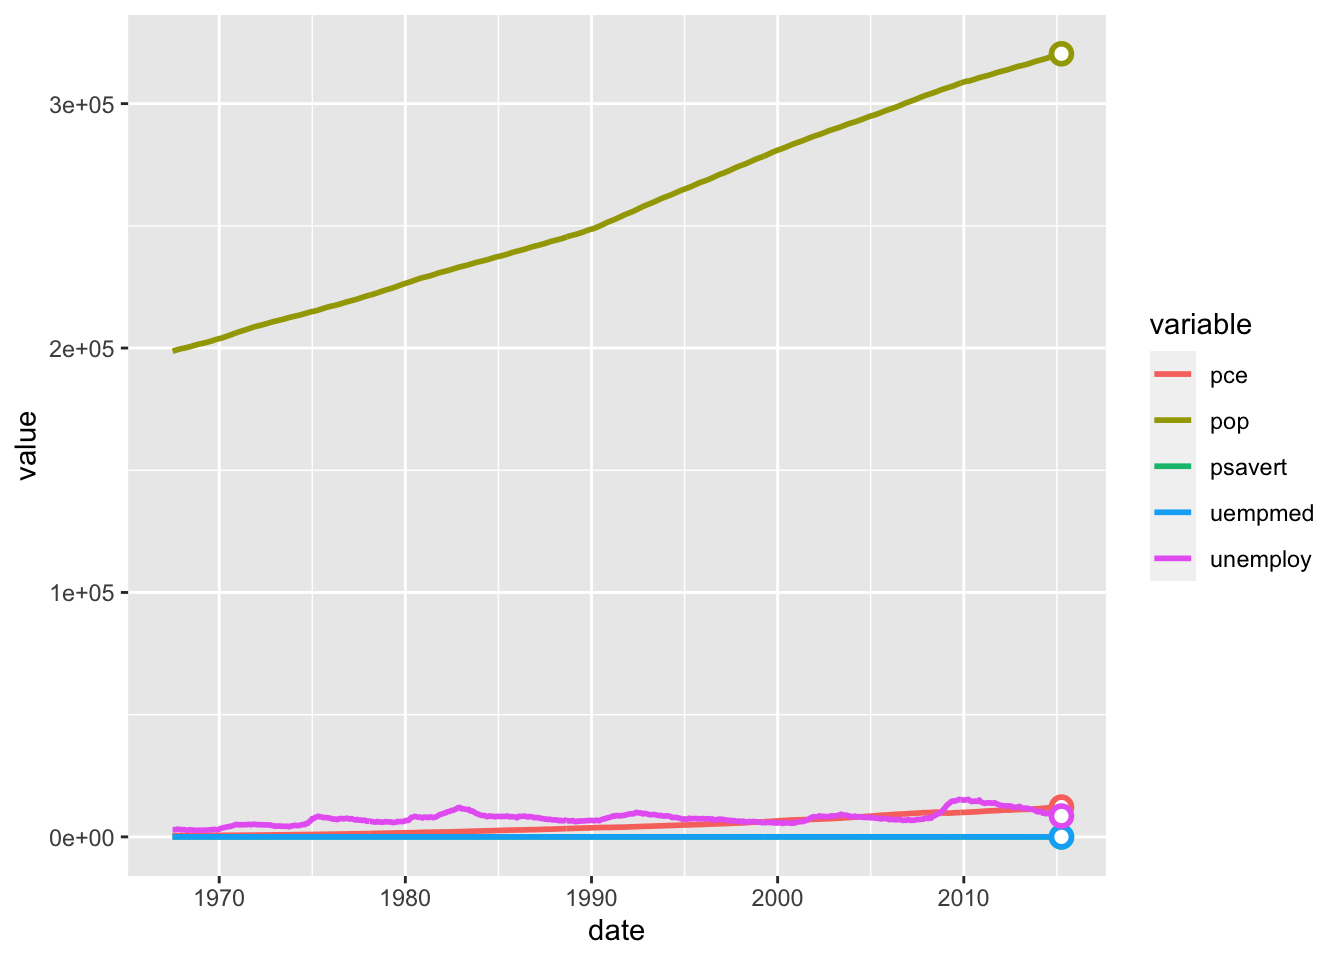 3e+05
2e+05
1e+05
0e+00
value
1970 1980 1990 2000 2010
date
variable
pce
pop
psavert
uempmed
unemploy